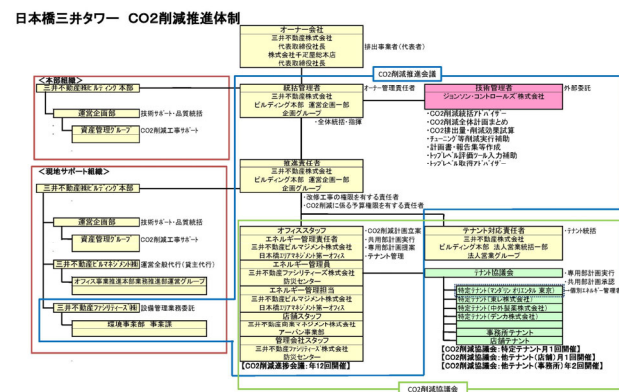 日本橋三井タワー CO2削減推進体制
オーナー会社
三井不動産株式会社
代表取締役社長
株式会社千疋屋総本店
代表取締役社長
排出事業者(代表者)
CO2削減推進会議
<本部組織>
三井不動産㈱ビルディング本部
運営企画部
技術サポート・品質統括
資産管理グループ
CO2削減工事サポート
統括管理者
三井不動産株式会社
ビルディング本部 運営企画一部
企画グループ
オーナー管理責任者
・全体統括・指揮
技術管理者
ジョンソン・コントロールズ株式会社
外部委託
・CO2削減統括アドバイザー
・CO2削減全体計画まとめ
・CO2排出量・削減効果試算
・チューニング等削減実行補助
・計画書・報告集等作成
・トップレベル評価ツール入力補助
・トップレベル取得アドバイザー
推進責任者
三井不動産株式会社
ビルディング本部 運営企画一部
企画グループ
・改修工事の権限を有する責任者
・CO2削減に係る予算権限を有する責任者
<現地サポート組織>
三井不動産㈱ビルディング 本部
運営企画部
技術サポート・品質統括
資産管理グループ
CO2削減工事サポート
三井不動産ビルマネジメント㈱
運営全般代行(貸主代行)
オフィス事業推進本部業務推進部運営グループ
三井不動産ファシリティーズ㈱
設備管理業務委託
環境事業部 事業課
オフィススタッフ
エネルギー管理責任者
三井不動産ビルマジメント株式会社
日本橋エリアマネジメント第一オフィス
エネルギー管理員
三井不動産ファシリティーズ株式会社
防災センター
エネルギー管理担当
三井不動産ビルマジメント株式会社
日本橋エリアマネジメント第一オフィス
店舗スタッフ
三井不動産商業マネジメント株式会社
アーバン事業部
管理会社スタッフ
三井不動産ファシリティーズ株式会社
防災センター
【CO2削減進捗会議:年12回開催】
・CO2削減計画立案
・共用部計画実行
・専用部計画提案
・テナント管理
テナント対応責任者
三井不動産株式会社
ビルディング本部 法人営業統括一部
法人営業グループ
・テナント統括
テナント協議会
・専用部計画実行
・共用部計画承認
特定テナント(マンダリン オリエンタル 東京)
特定テナント(東レ株式会社)
特定テナント(中外製薬株式会社)
特定テナント(デンカ株式会社)
事務所テナント
店舗テナント
【CO2削減協議会:特定テナント月1回開催】
【CO2削減協議会:他テナント(店舗)月1回開催】
【CO2削減協議会:他テナント(事務所)年2回開催】
CO2削減協議会